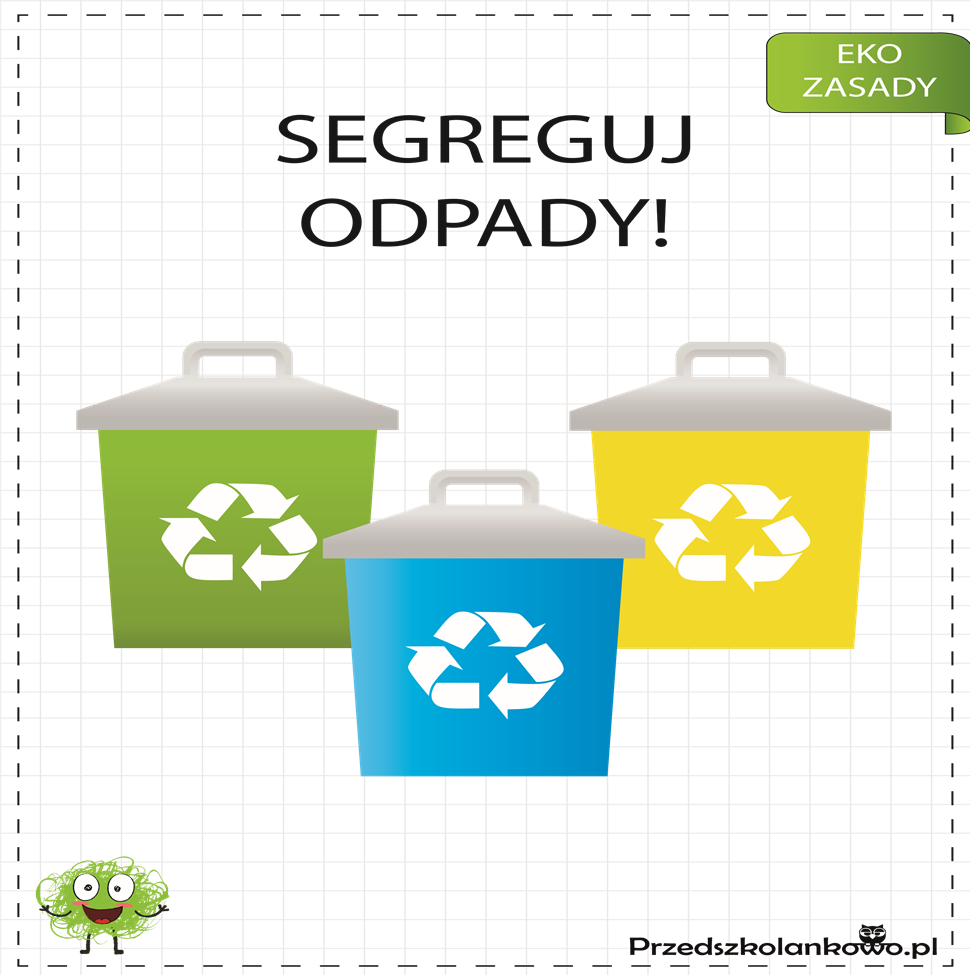 EKO
ZASADY
SEGREGUJ
ODPADY!
Przedszkolankowo.pl